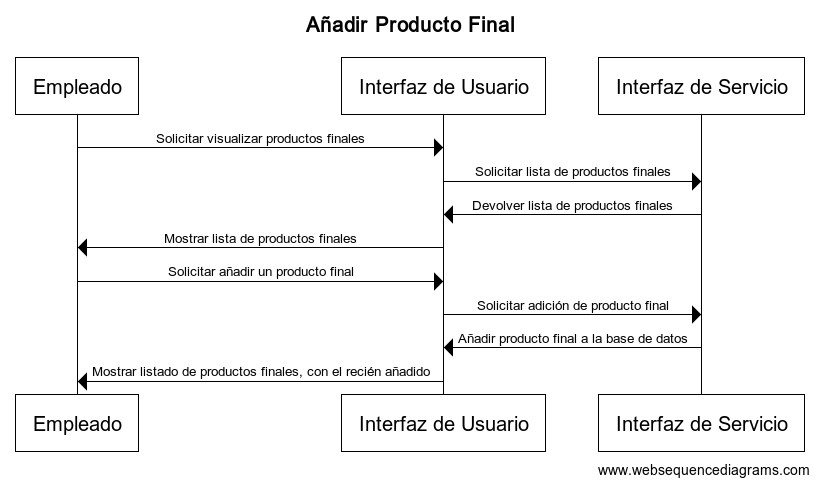 Añadir Producto Final
Empleado
Interfaz de Usuario
Interfaz de Servicio
Solicitar visualizar productos finales
Solicitar lista de productos finales
Devolver lista de productos finales
Mostrar lista de productos finales
Solicitar añadir un producto final
Solicitar adición de producto final
Añadir producto final a la base de datos
Mostrar listado de productos finales, con el recién añadido
Empleado
Interfaz de Usuario
Interfaz de Servicio
www.websequencediagrams.com